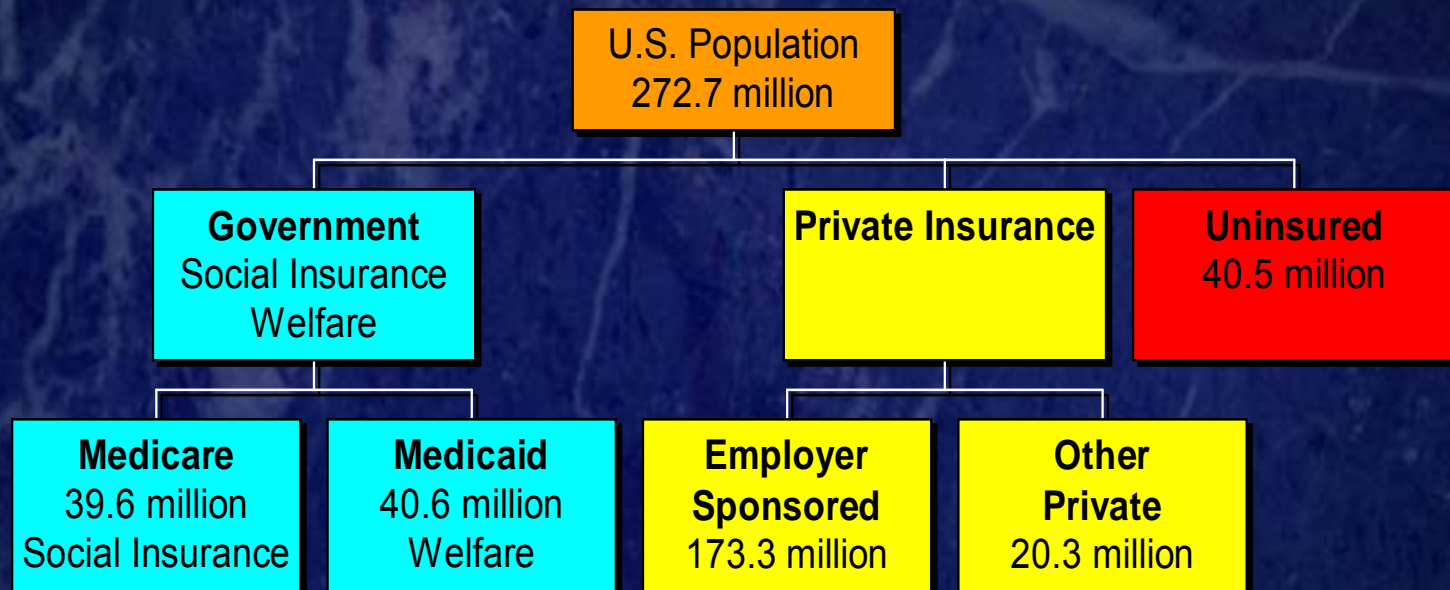 U.S. Population
272.7 million
Government
Social Insurance
Welfare
Private Insurance
Uninsured
40.5 million
Medicare
39.6 million
Social Insurance
Medicaid
40.6 million
Welfare
Employer
Sponsored
173.3 million
Other
Private
20.3 million